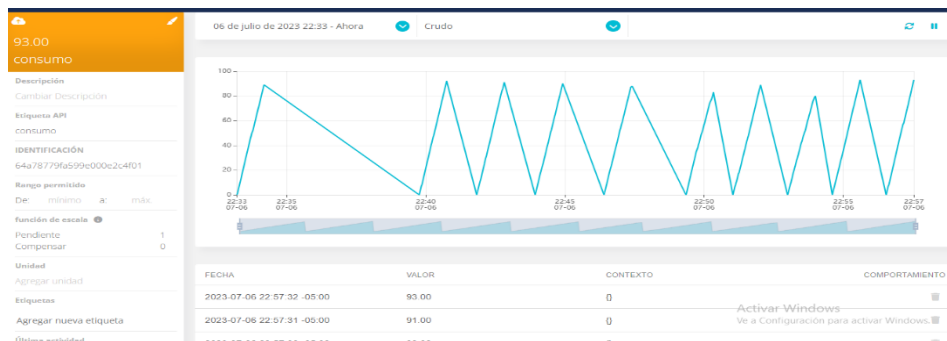 06 de julio de 2023 22:33 - Ahora
Crudo
93.00
consumo
Descripción
Cambiar Descripción
Etiqueta API
consumo
IDENTIFICACIÓN
64a78779fa599e000e2c4f01
Rango permitido
De: mínimo a: máx
función de escala
Pendiente 1
Compensar 0
Unidad
Agregar unidad
Etiquetas
Agregar nueva etiqueta
Última actividad
100
80
60
40
20
0
22:33 22:35 22:40 22:45 22:50 22:55 22:57
07-06 07-06 07-06 07-06 07-06 07-06 07-06
FECHA VALOR CONTEXTO COMPORTAMIENTO
2023-07-06 22:57:32 -05:00 93.00 {}
2023-07-06 22:57:31 -05:00 91.00 {}
Activar Windows
Ve a Configuración para activar Windows.